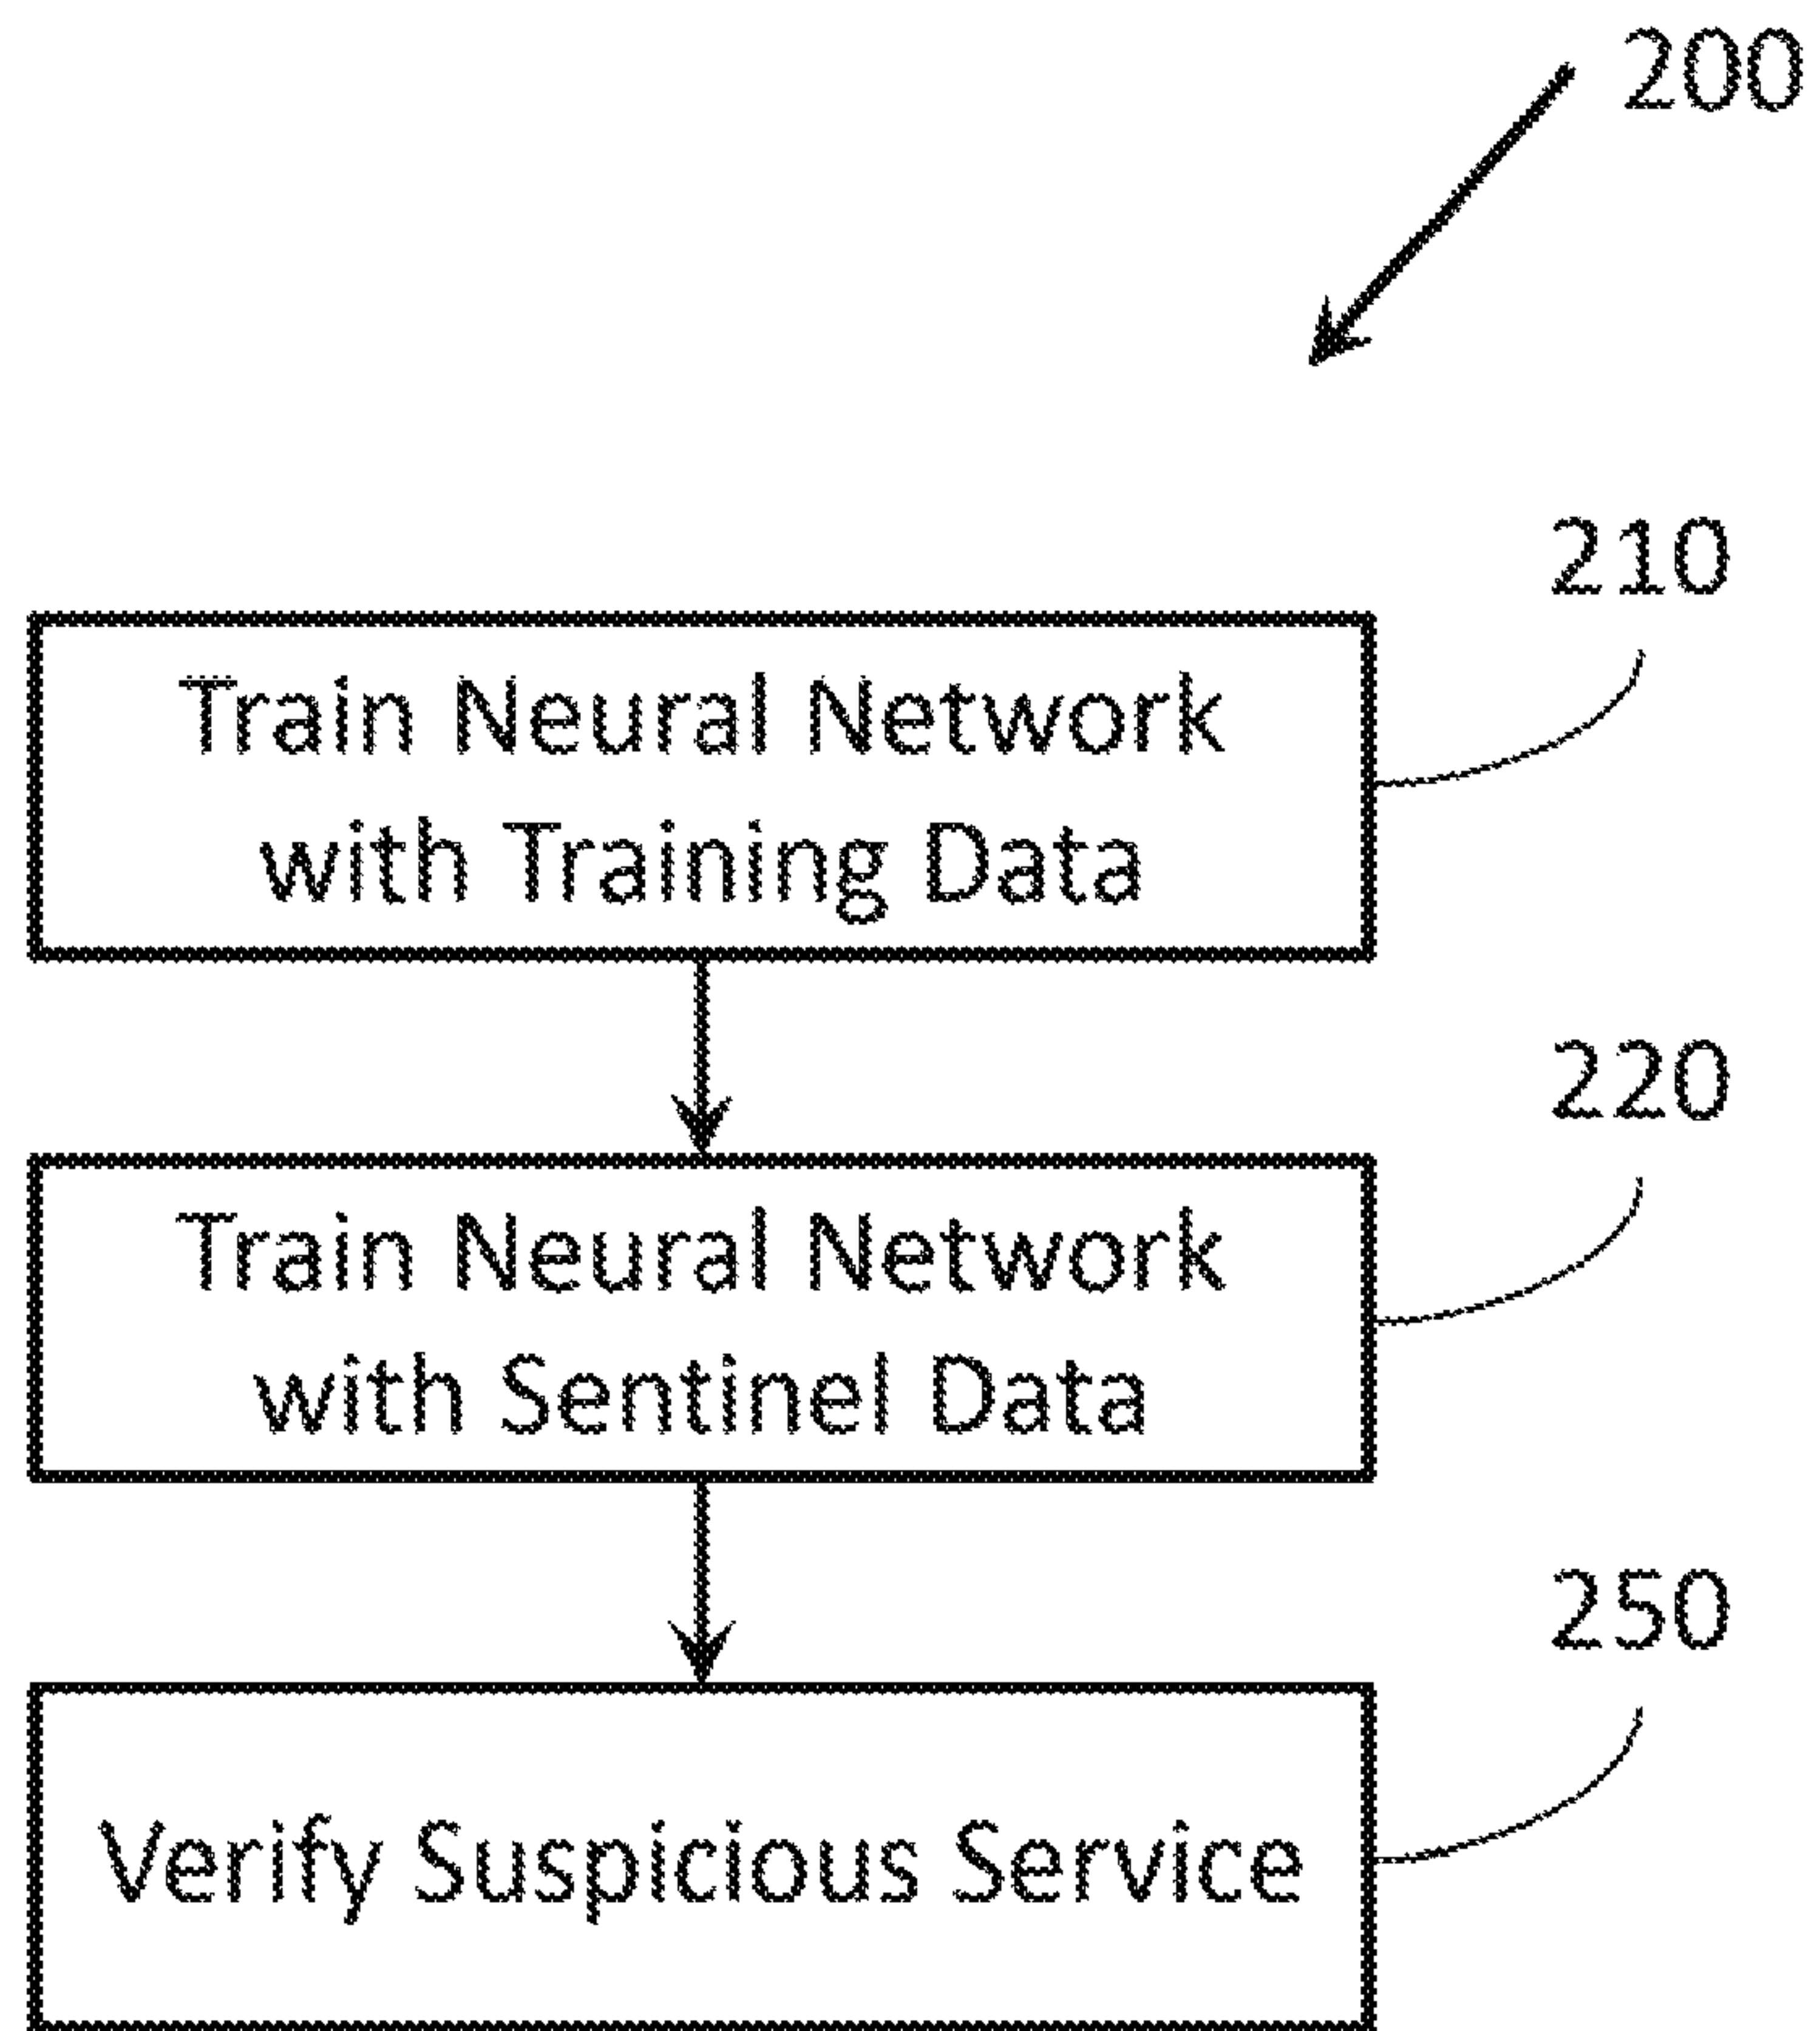 200
210
Train Neural Network
with Training Data
220
Train Neural Network
with Sentinel Data
250
Verify Suspicious Service